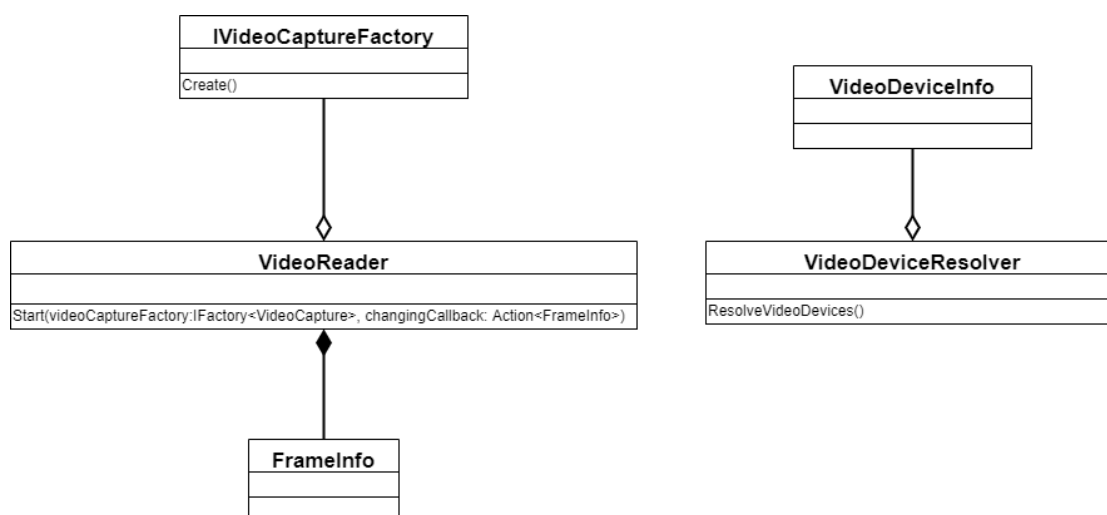 IVideoCaptureFactory
Create()
VideoDeviceInfo
VideoReader
Start(videoCaptureFactory:IFactory<VideoCapture>, changingCallback: Action<FrameInfo>)
VideoDeviceResolver
ResolveVideoDevices()
FrameInfo